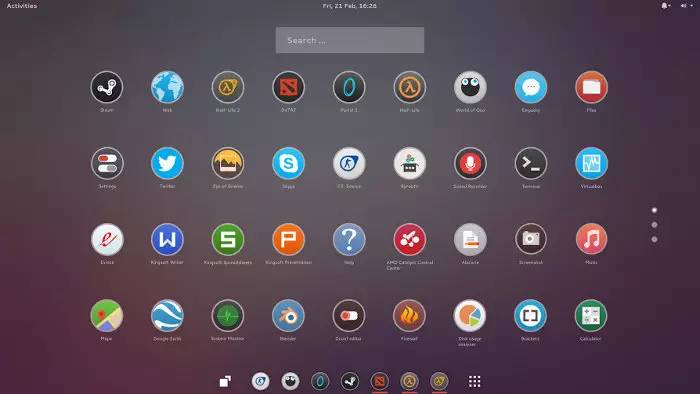 Activities
Fri, 21 Feb, 16:26
Search ...
Steam
Web
Half-Life 2
DoTA2
Portal 2
Half-Life
World of Goo
Empathy
Files
Settings
Twitter
Eye of Gnome
Skype
CS: Source
Sound Recorder
Terminal
Virtualbox
Evince
Kingsoft Writer
Kingsoft Spreadsheets
Kingsoft Presentation
Help
AMD Catalyst Control
Center
Screenshot
Music
Maps
Google Earth
System Monitor
Blender
Dconf editor
Firewall
Disk usage
analyser
Brackets
Calculator